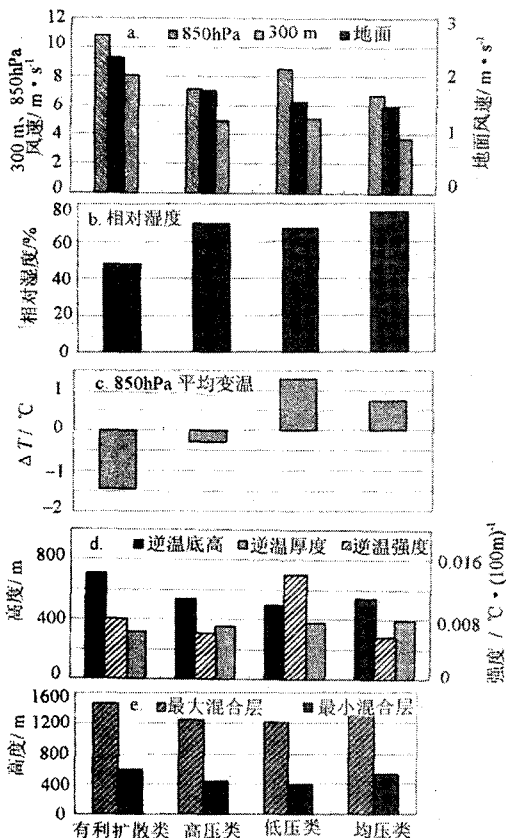 a. 850hPa 300 m 地面
300 m、850hPa
风速/ m·s⁻¹
12
10
8
6
4
2
0
地面风速/ m·s⁻¹
3
2
1
0
b. 相对湿度
相对湿度/%
80
60
40
20
0
c. 850hPa 平均变温
Δ T / ℃
1
0
-1
-2
d. 逆温底高 逆温厚度 逆温强度
高度/ m
800
400
0
强度 / ℃·(100m)⁻¹
0.016
0.008
0
e. 最大混合层 最小混合层
高度/ m
1600
1200
800
400
0
有利扩散类 高压类 低压类 均压类